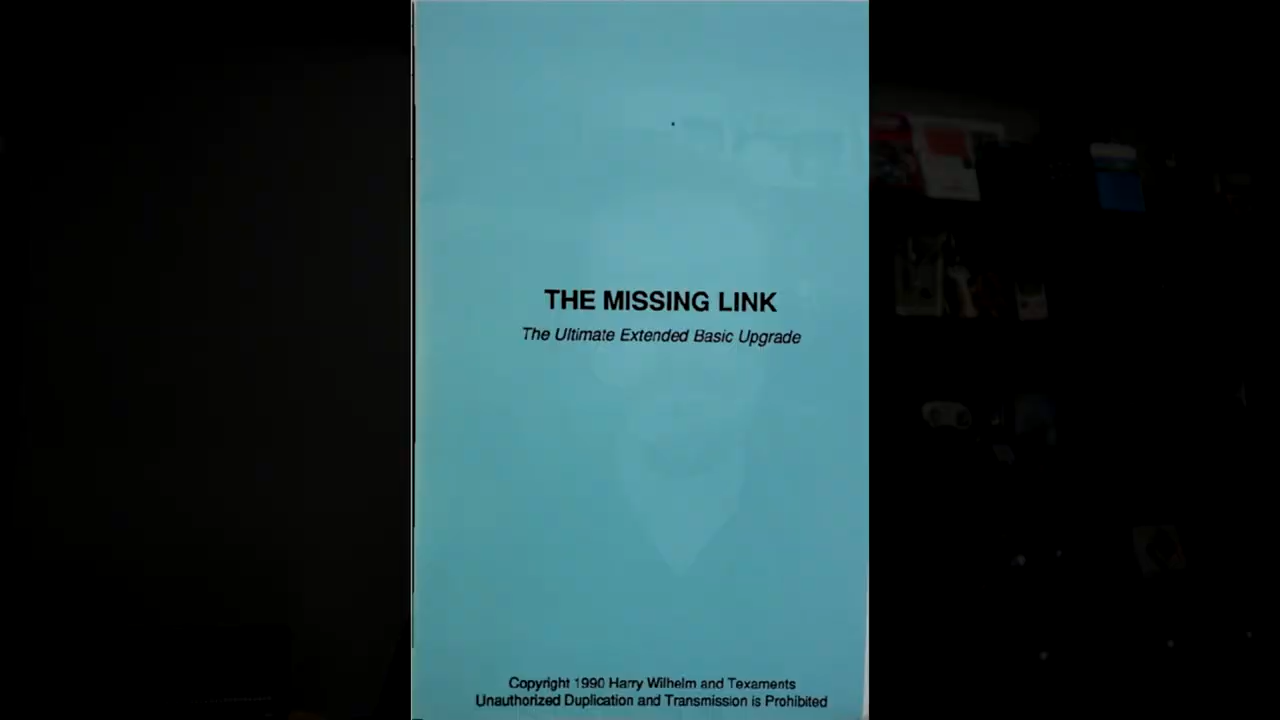 THE MISSING LINK
The Ultimate Extended Basic Upgrade
Copyright 1990 Harry Wilhelm and Texaments
Unauthorized Duplication and Transmission is Prohibited